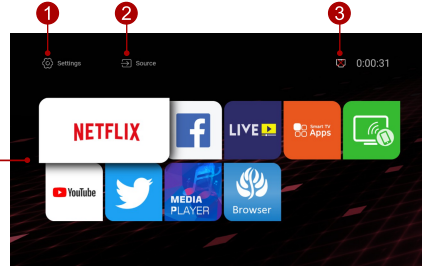 1
2
3
Settings
Source
0:00:31
NETFLIX
f
LIVE
Smart TV
Apps
YouTube
MEDIA
PLAYER
Browser